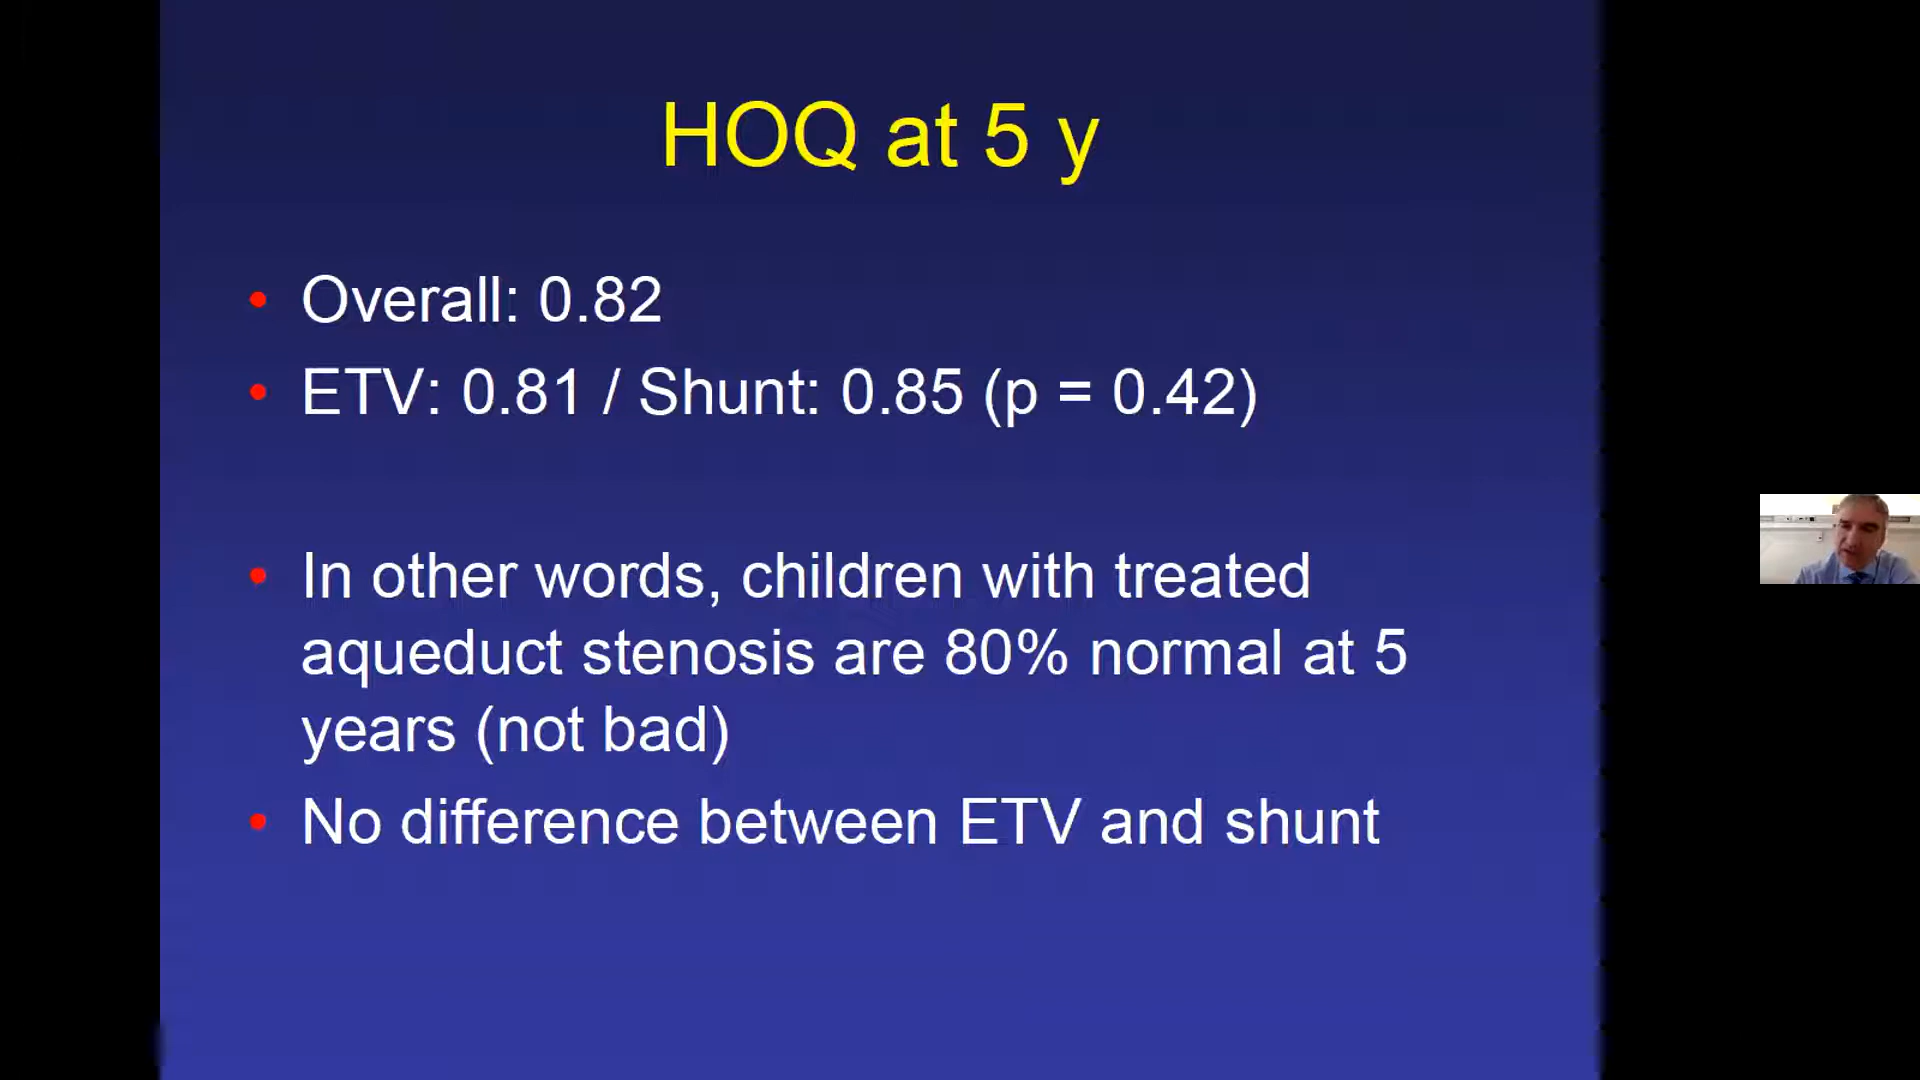 HOQ at 5 y
• Overall: 0.82
• ETV: 0.81 / Shunt: 0.85 (p = 0.42)
• In other words, children with treated
aqueduct stenosis are 80% normal at 5
years (not bad)
• No difference between ETV and shunt